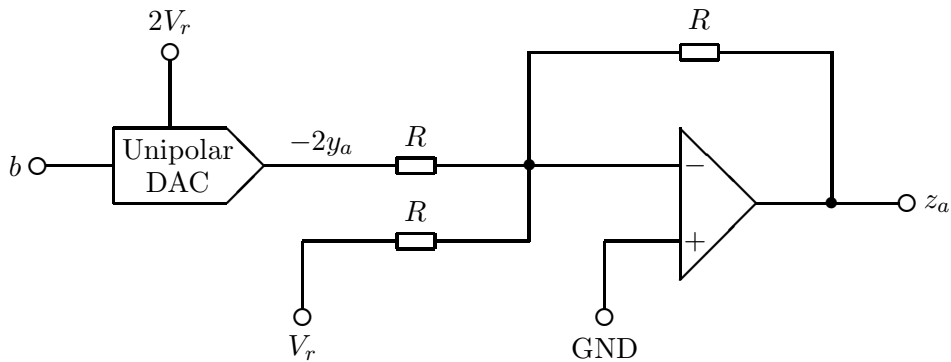 2V_r
R
b
Unipolar
DAC
−2y_a
R
−
z_a
R
+
V_r
GND